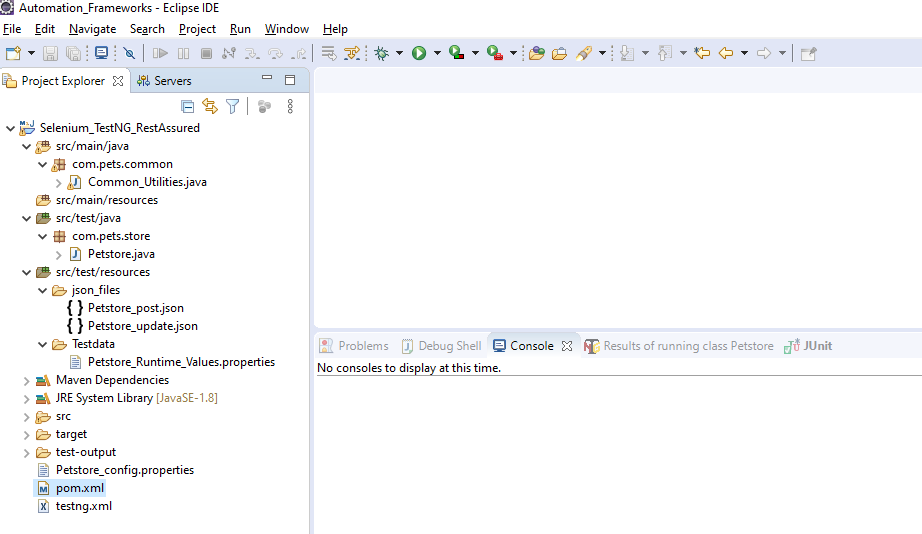 Automation_Frameworks - Eclipse IDE
File Edit Navigate Search Project Run Window Help
Project Explorer Servers
Selenium_TestNG_RestAssured
src/main/java
com.pets.common
Common_Utilities.java
src/main/resources
src/test/java
com.pets.store
Petstore.java
src/test/resources
json_files
{ } Petstore_post.json
{ } Petstore_update.json
Testdata
Petstore_Runtime_Values.properties
Maven Dependencies
JRE System Library [JavaSE-1.8]
src
target
test-output
Petstore_config.properties
pom.xml
testng.xml
Problems Debug Shell Console Results of running class Petstore JUnit
No consoles to display at this time.